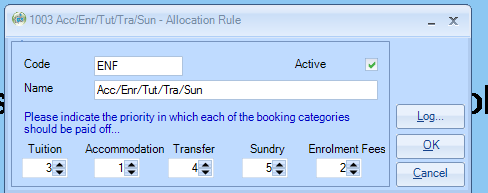 1003 Acc/Enr/Tut/Tra/Sun - Allocation Rule
Code ENF Active
Name Acc/Enr/Tut/Tra/Sun
Please indicate the priority in which each of the booking categories
should be paid off...
Tuition Accommodation Transfer Sundry Enrolment Fees
3 1 4 5 2
Log...
OK
Cancel